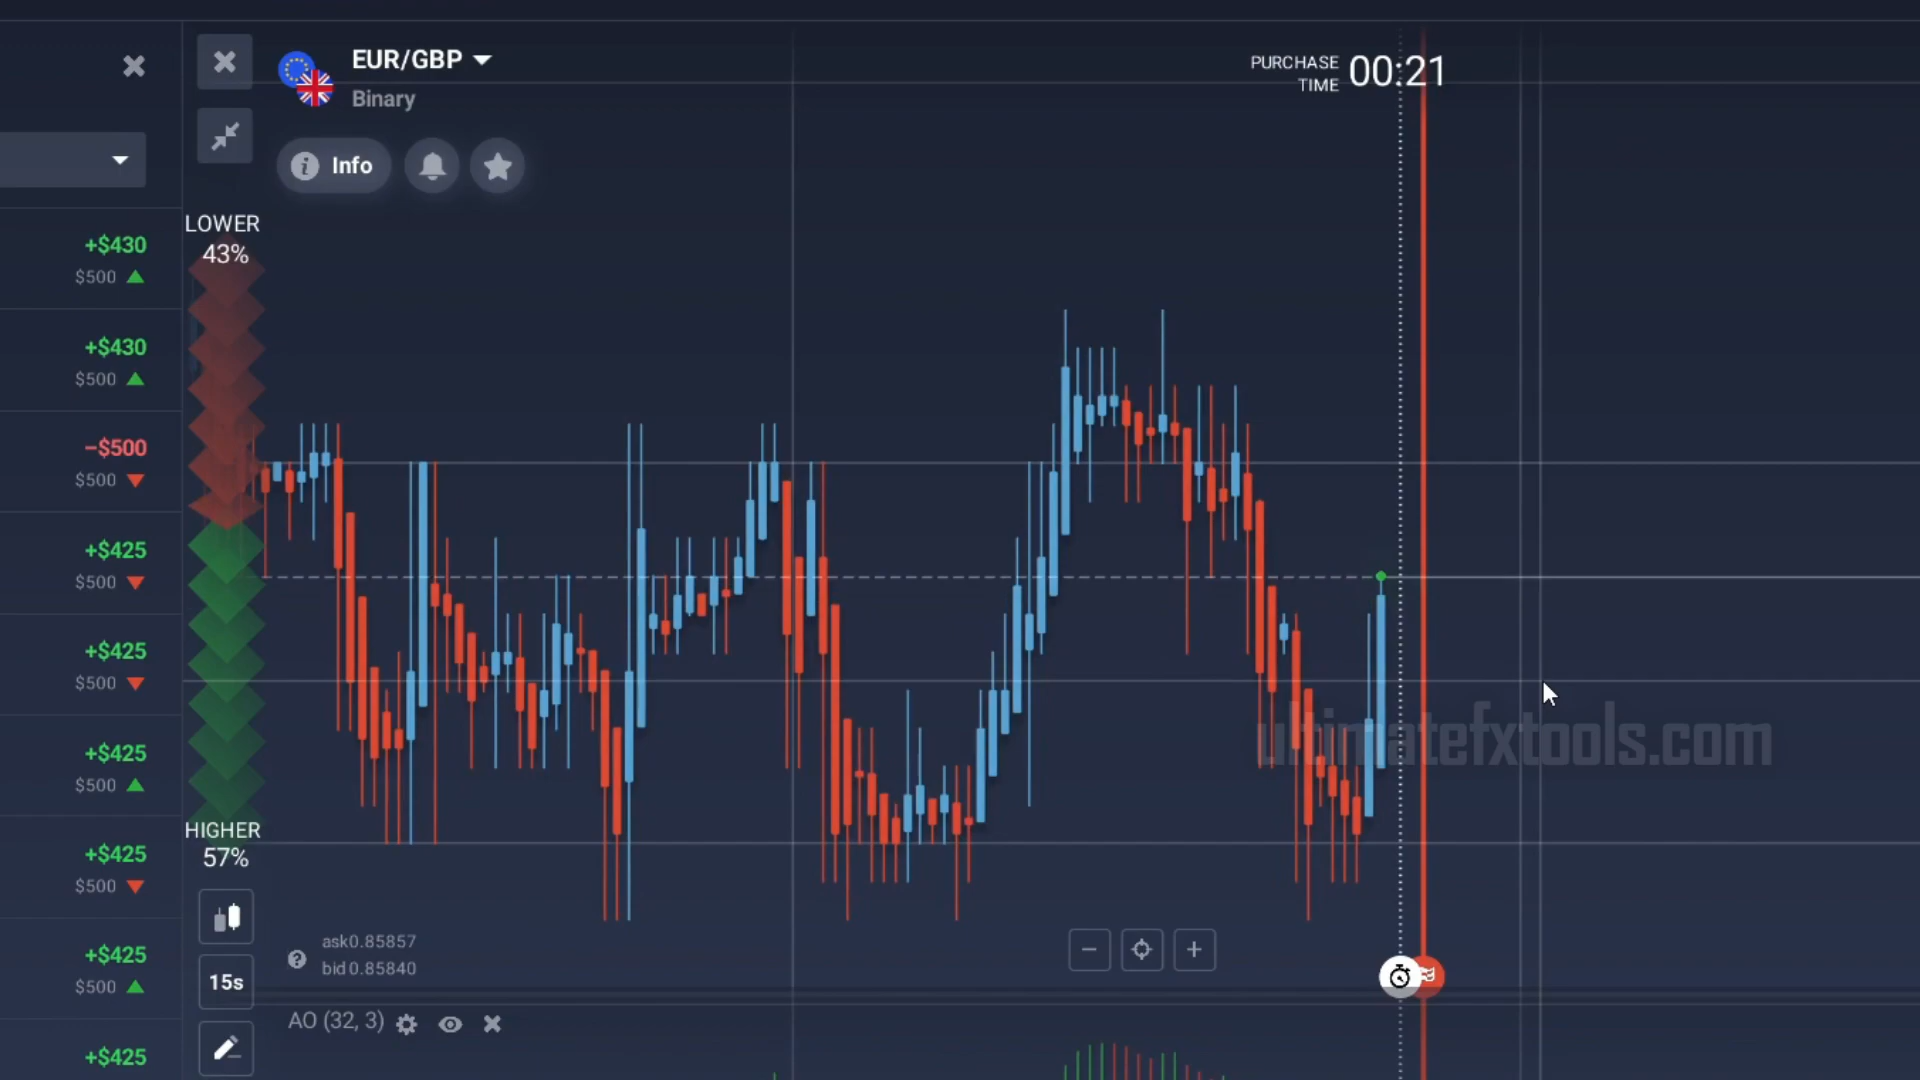 EUR/GBP
Binary
PURCHASE
TIME
00:21
Info
LOWER
43%
+$430
$500
+$430
$500
−$500
$500
+$425
$500
+$425
$500
+$425
$500
+$425
$500
+$425
$500
+$425
HIGHER
57%
ultimatefxtools.com
ask0.85857
bid 0.85840
15s
AO (32, 3)